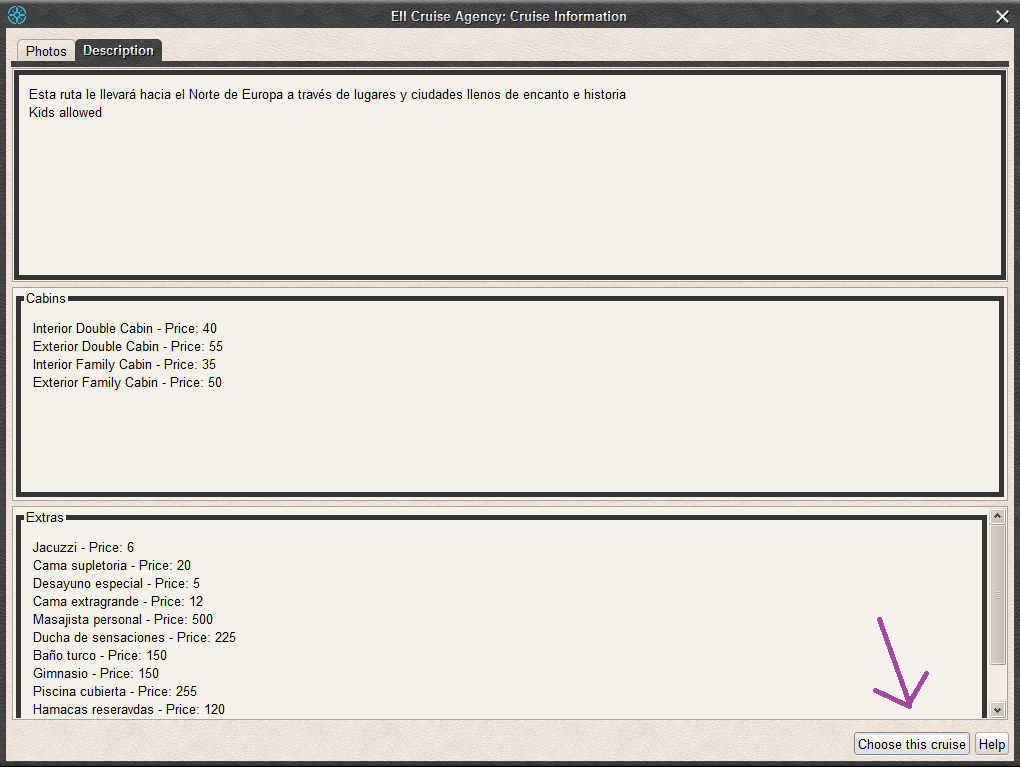 EII Cruise Agency: Cruise Information
Photos
Description
Esta ruta le llevará hacia el Norte de Europa a través de lugares y ciudades llenos de encanto e historia
Kids allowed
Cabins
Interior Double Cabin - Price: 40
Exterior Double Cabin - Price: 55
Interior Family Cabin - Price: 35
Exterior Family Cabin - Price: 50
Extras
Jacuzzi - Price: 6
Cama supletoria - Price: 20
Desayuno especial - Price: 5
Cama extragrande - Price: 12
Masajista personal - Price: 500
Ducha de sensaciones - Price: 225
Baño turco - Price: 150
Gimnasio - Price: 150
Piscina cubierta - Price: 255
Hamacas reseravdas - Price: 120
Choose this cruise
Help